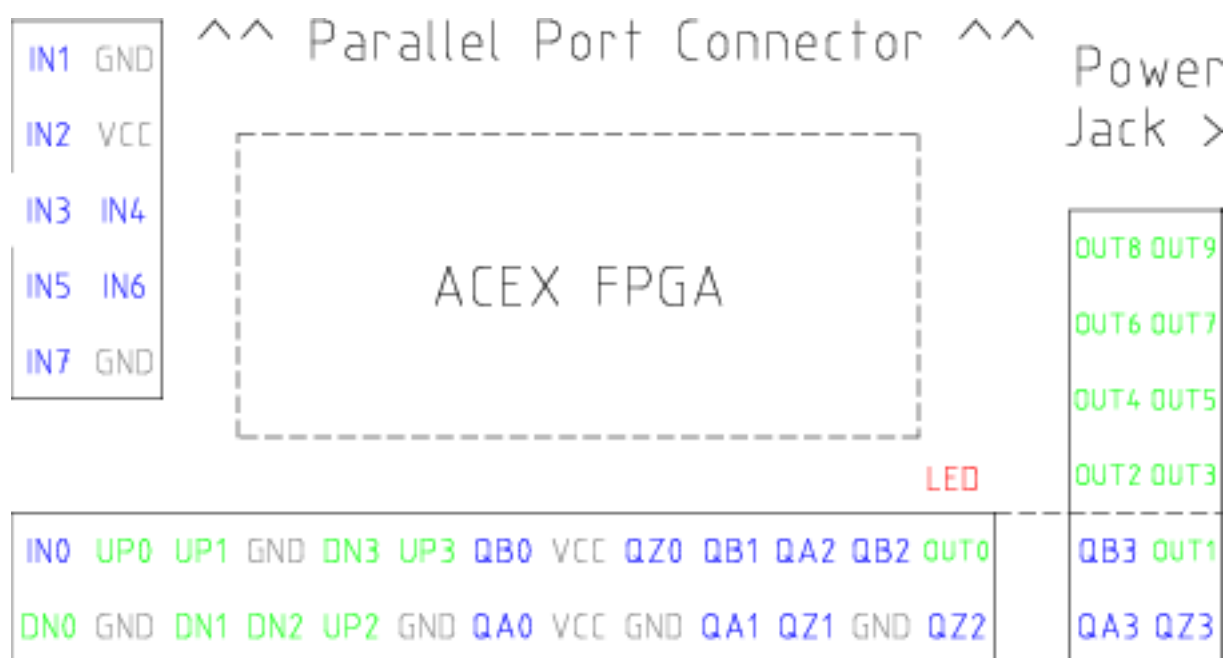 ^^ Parallel Port Connector ^^
Power
Jack >
IN1 GND
IN2 VCC
IN3 IN4
IN5 IN6
IN7 GND
ACEX FPGA
OUT8 OUT9
OUT6 OUT7
OUT4 OUT5
OUT2 OUT3
LED
IN0 UP0 UP1 GND DN3 UP3 QB0 VCC QZ0 QB1 QA2 QB2 OUT0
DN0 GND DN1 DN2 UP2 GND QA0 VCC GND QA1 QZ1 GND QZ2
QB3 OUT1
QA3 QZ3